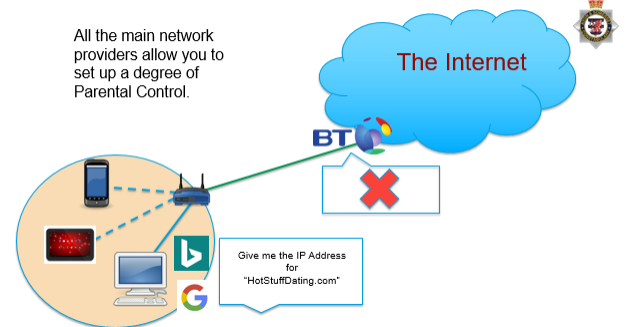 All the main network
providers allow you to
set up a degree of
Parental Control.
The Internet
BT
Give me the IP Address
for
"HotStuffDating.com"